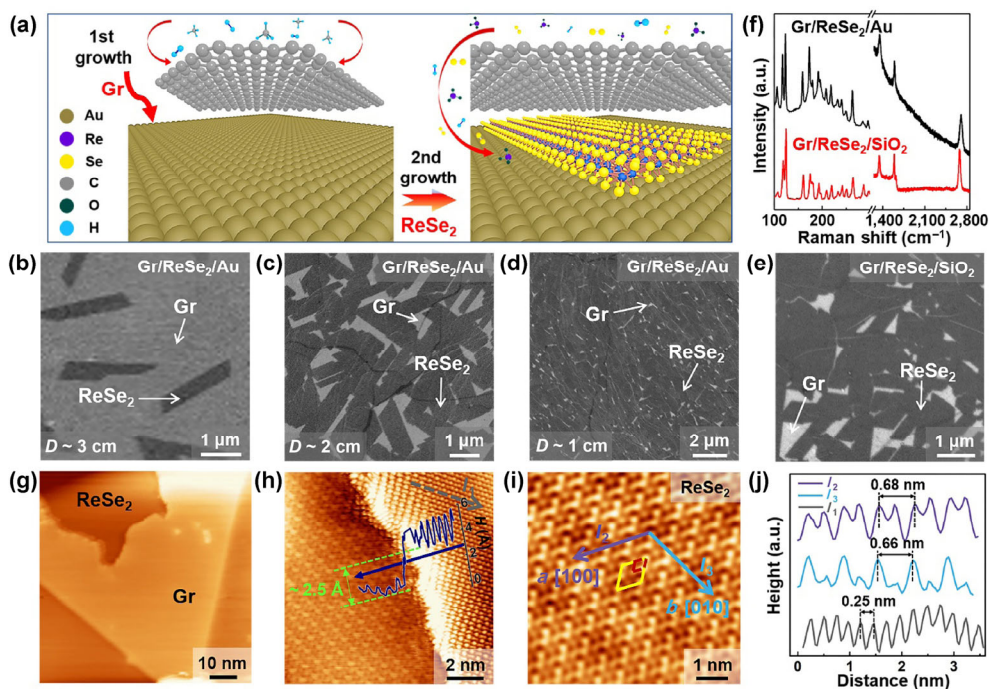 (a)
1st
growth
Gr
Au
Re
Se
C
O
H
2nd
growth
ReSe₂
(f)
Gr/ReSe₂/Au
Gr/ReSe₂/SiO₂
Intensity (a.u.)
100 200 1,400 2,100 2,800
Raman shift (cm⁻¹)
(b) Gr/ReSe₂/Au
Gr
ReSe₂
D ~ 3 cm
1 μm
(c) Gr/ReSe₂/Au
Gr
ReSe₂
D ~ 2 cm
1 μm
(d) Gr/ReSe₂/Au
Gr
ReSe₂
D ~ 1 cm
2 μm
(e) Gr/ReSe₂/SiO₂
Gr
ReSe₂
1 μm
(g)
ReSe₂
Gr
10 nm
(h)
6
4
2
0
H (Å)
~ 2.5 Å
2 nm
(i) ReSe₂
l₂
l₃
a [100]
b [010]
1 nm
(j)
l₂
l₃
l₁
0.68 nm
0.66 nm
0.25 nm
Height (a.u.)
0 1 2 3
Distance (nm)